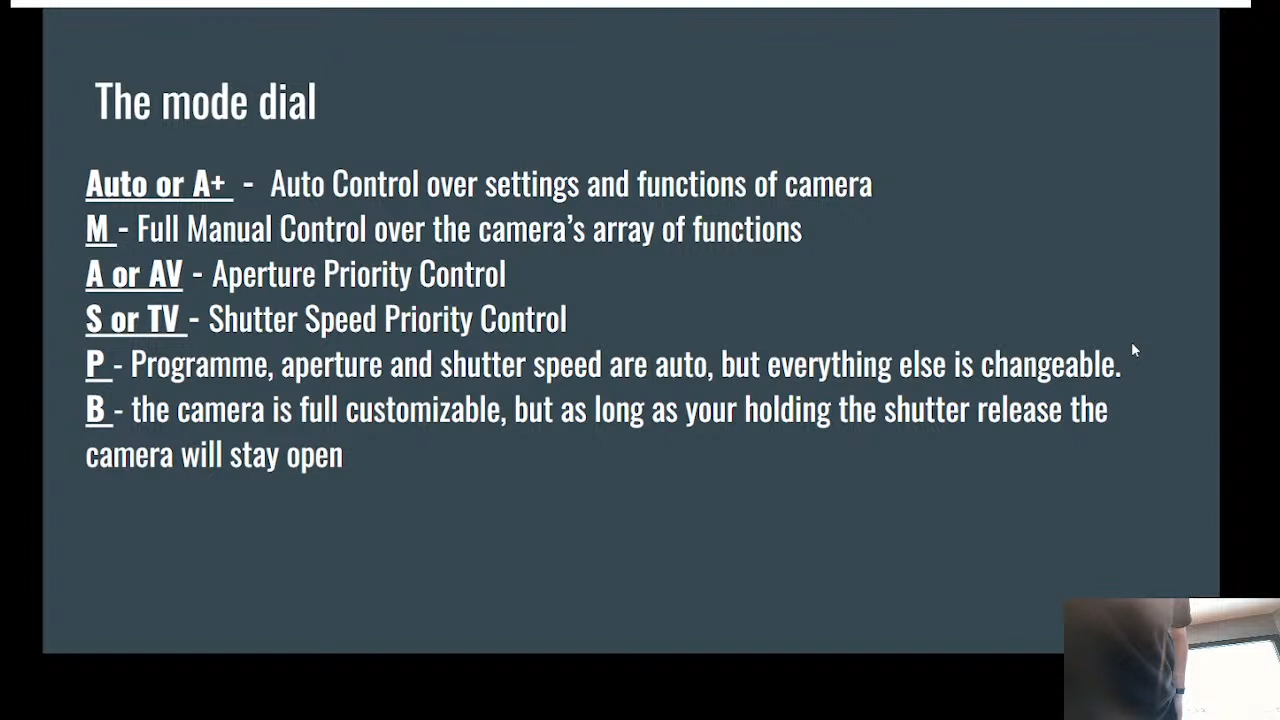 The mode dial
Auto or A+ - Auto Control over settings and functions of camera
M - Full Manual Control over the camera’s array of functions
A or AV - Aperture Priority Control
S or TV - Shutter Speed Priority Control
P - Programme, aperture and shutter speed are auto, but everything else is changeable.
B - the camera is full customizable, but as long as your holding the shutter release the
camera will stay open